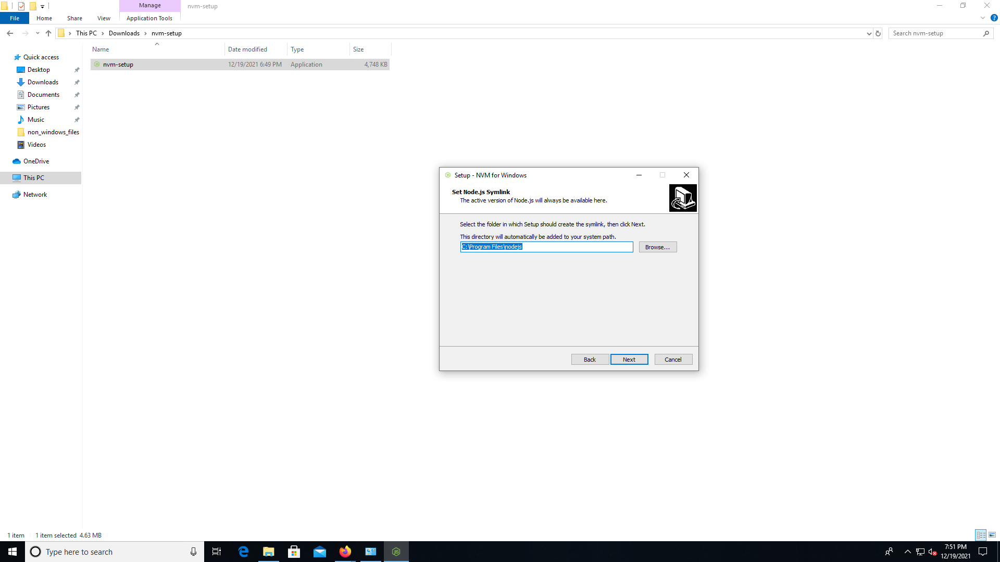 Manage
nvm-setup
File
Home
Share
View
Application Tools
This PC
Downloads
nvm-setup
Search nvm-setup
Name
Date modified
Type
Size
nvm-setup
12/19/2021 6:49 PM
Application
4,748 KB
Quick access
Desktop
Downloads
Documents
Pictures
Music
non_windows_files
Videos
OneDrive
This PC
Network
Setup - NVM for Windows
Set Node.js Symlink
The active version of Node.js will always be available here.
Select the folder in which Setup should create the symlink, then click Next.
This directory will automatically be added to your system path.
C:\Program Files\nodejs
Browse...
Back
Next
Cancel
1 item
1 item selected 4.63 MB
Type here to search
7:51 PM
12/19/2021